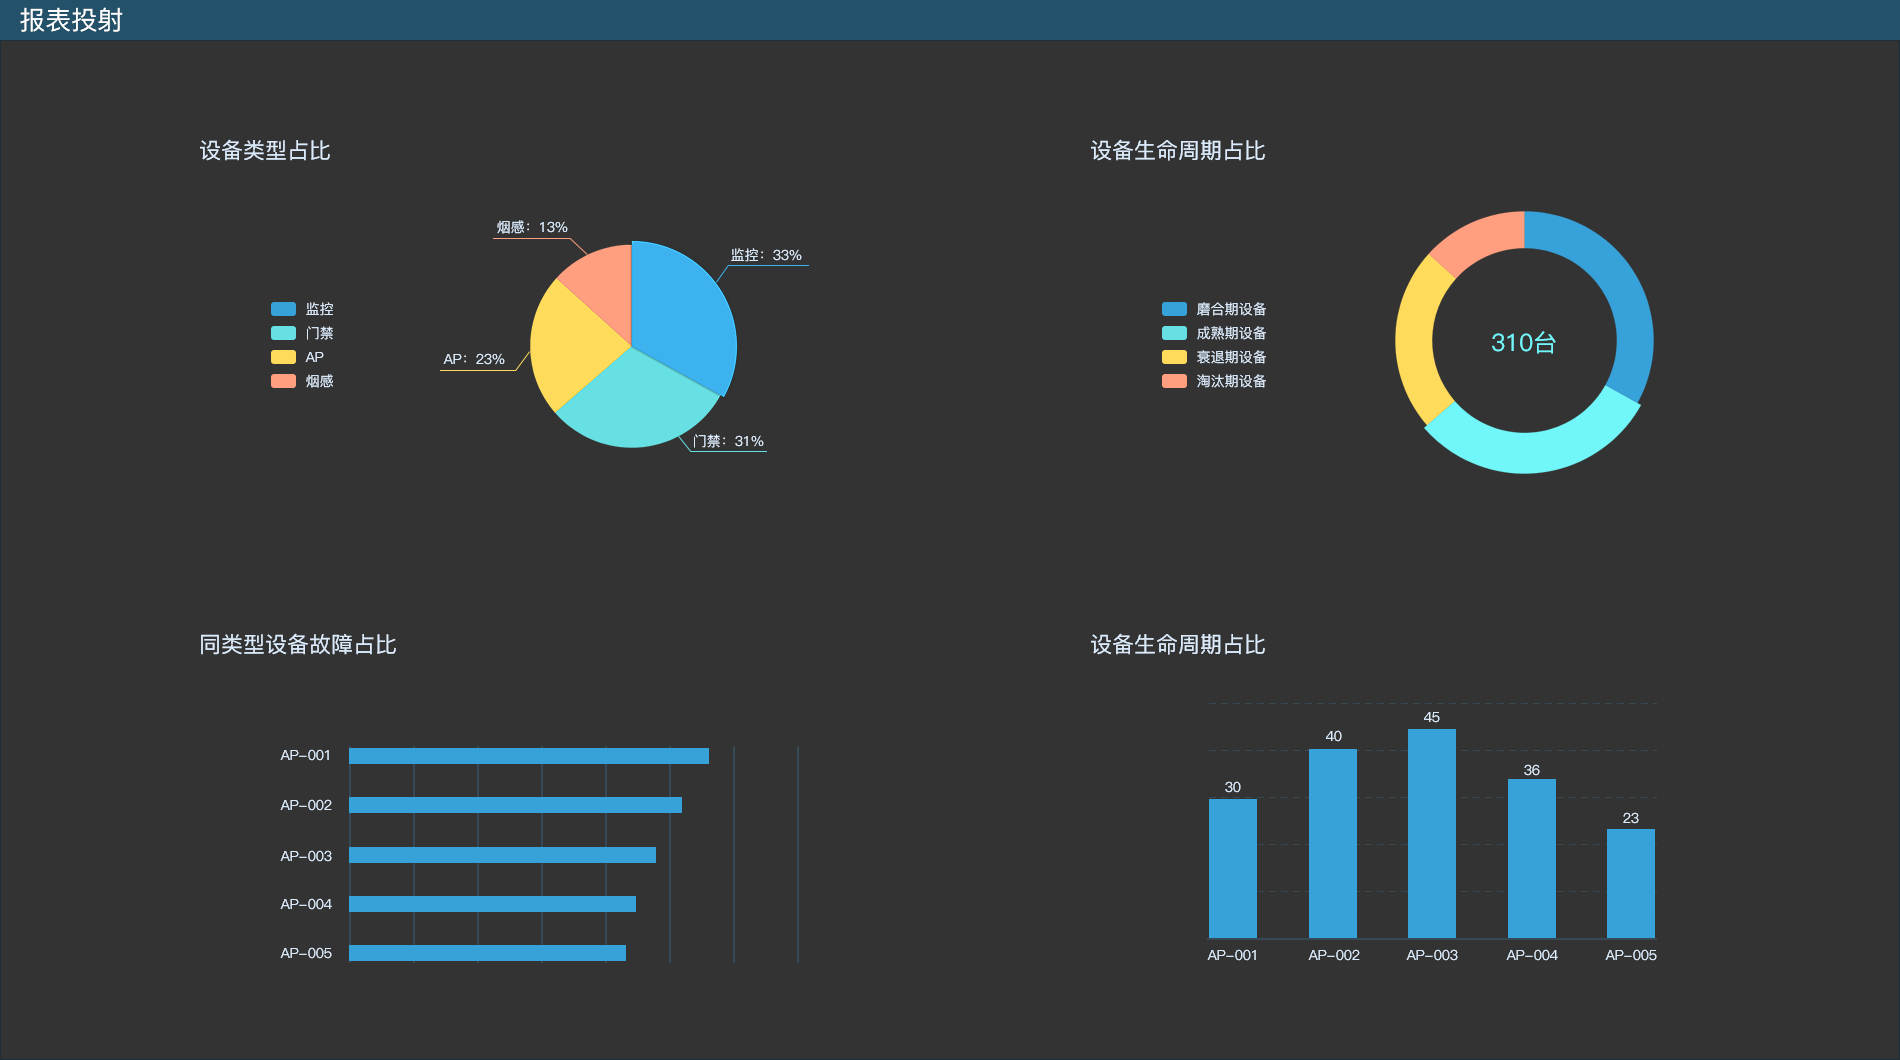 报表投射
设备类型占比
烟感：13%
监控：33%
监控
门禁
AP
烟感
AP：23%
门禁：31%
设备生命周期占比
磨合期设备
成熟期设备
衰退期设备
淘汰期设备
310台
同类型设备故障占比
AP-001
AP-002
AP-003
AP-004
AP-005
设备生命周期占比
45
40
36
30
23
AP-001 AP-002 AP-003 AP-004 AP-005